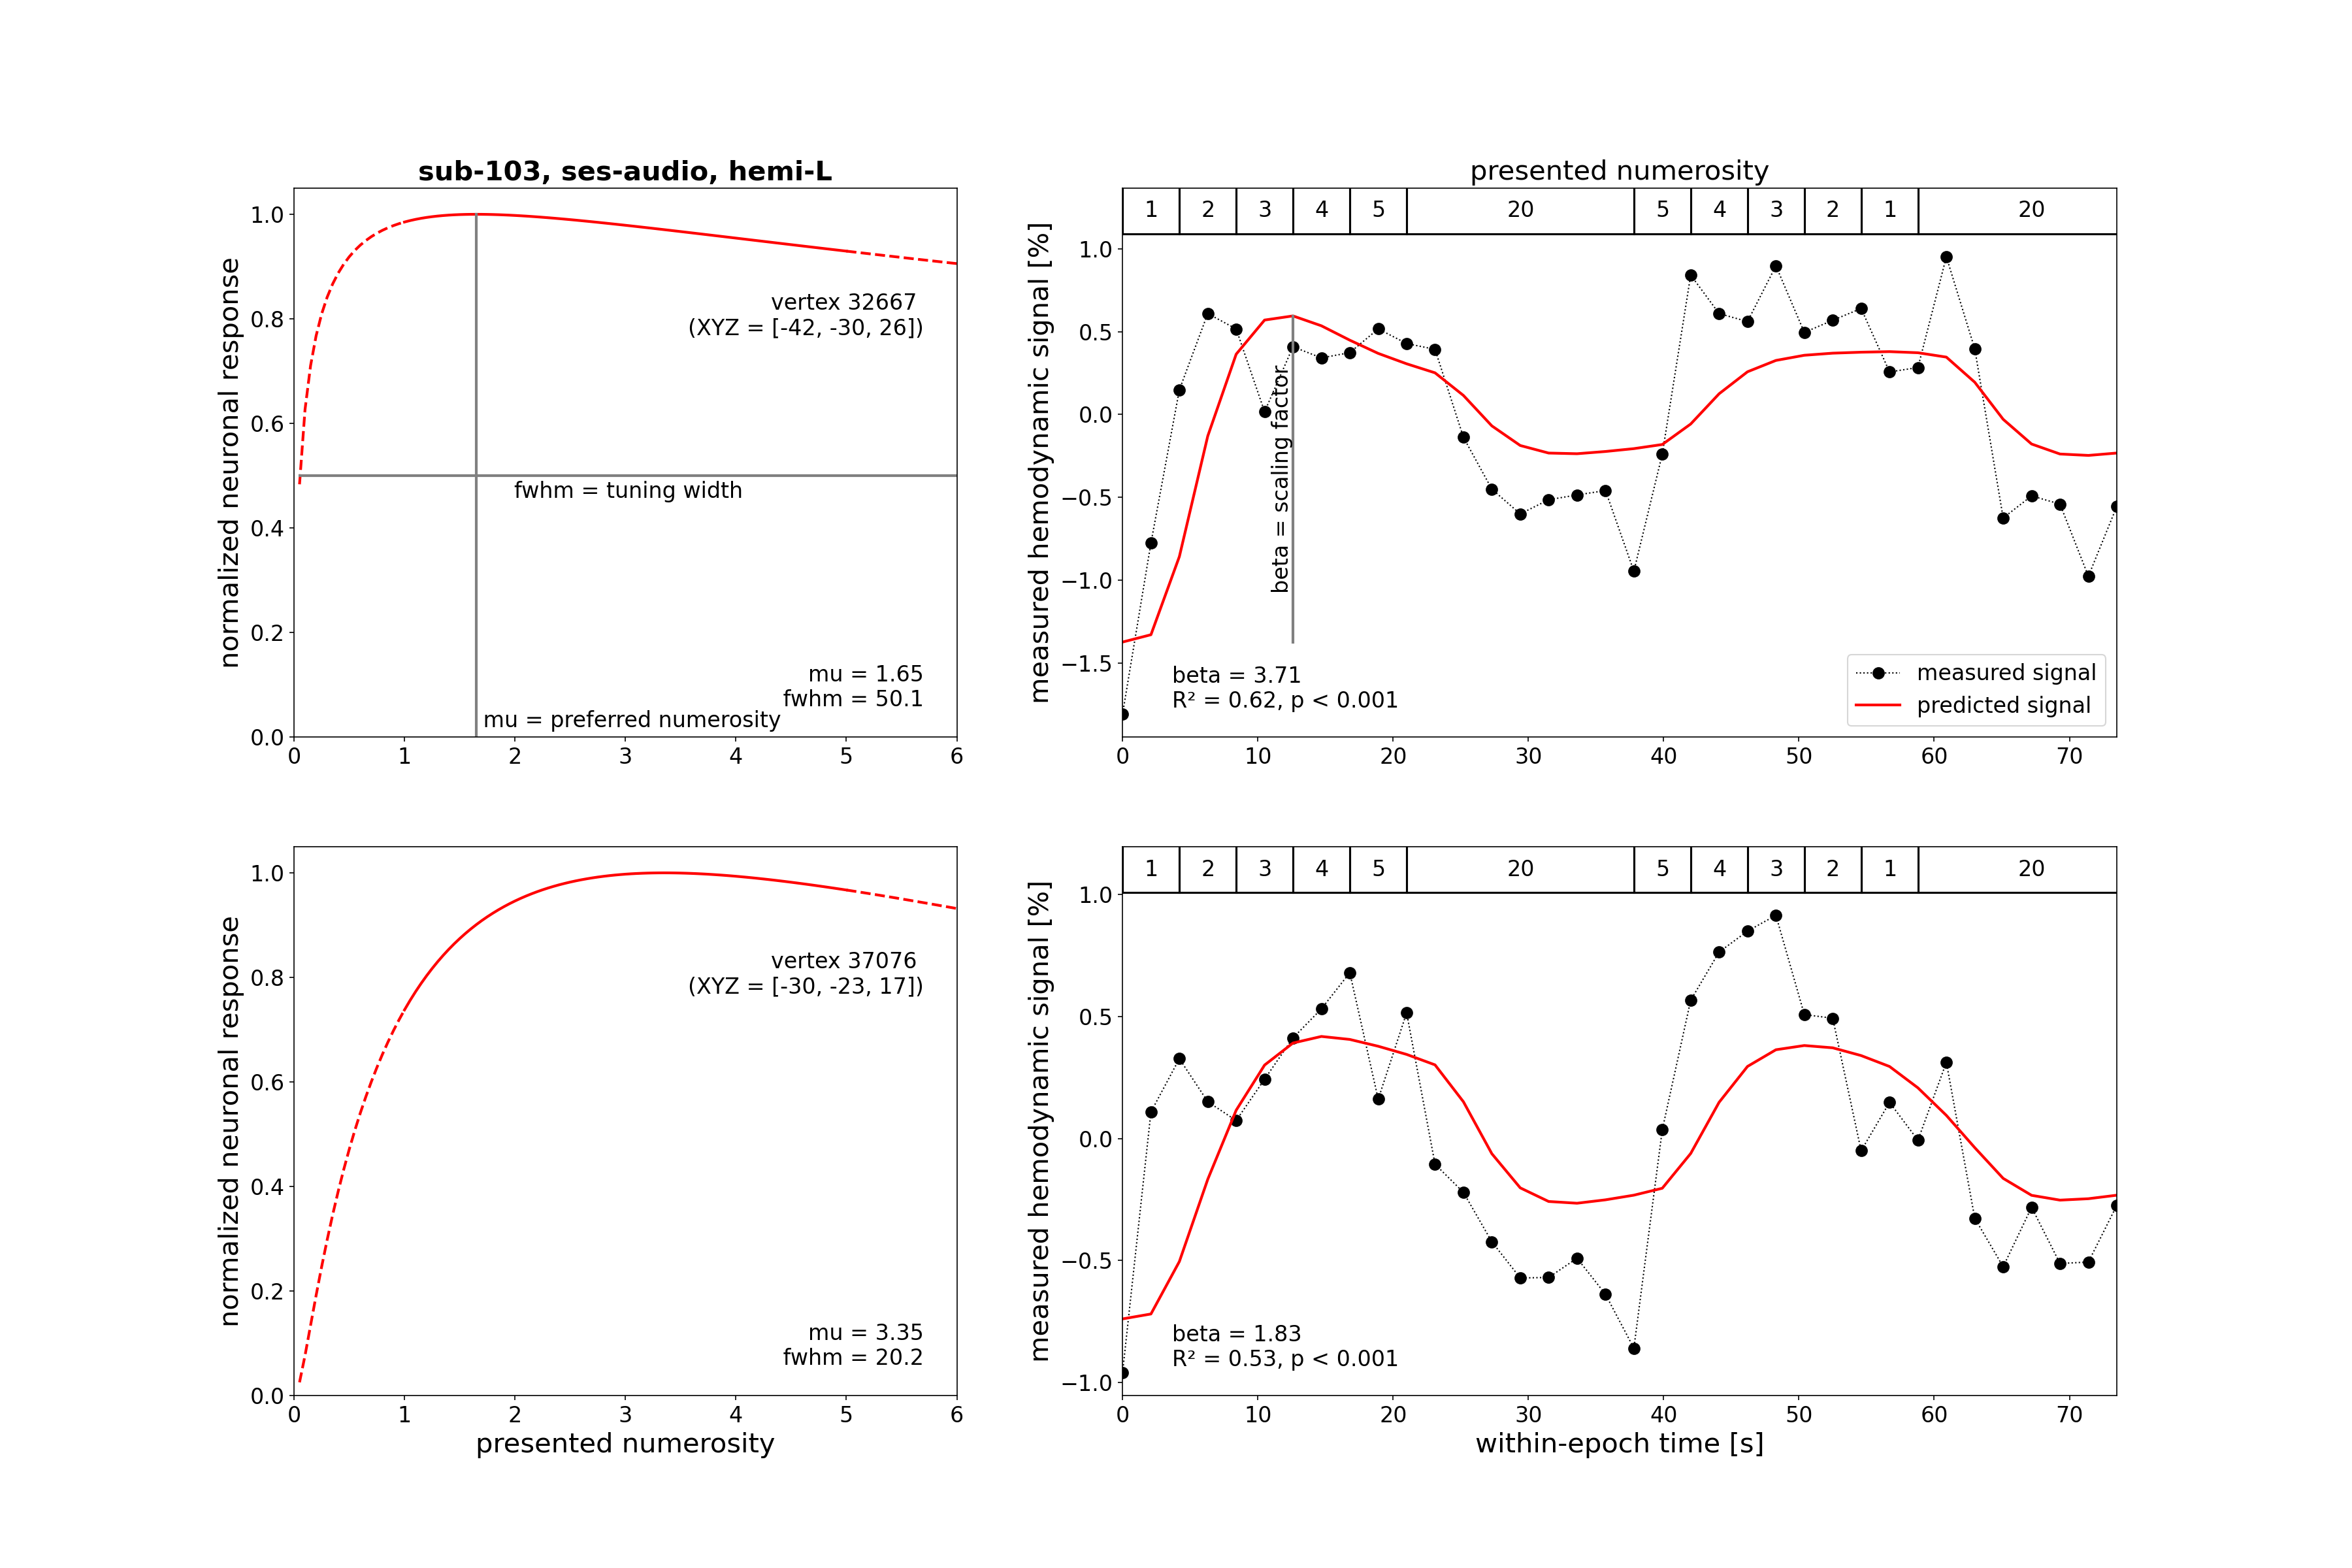 sub-103, ses-audio, hemi-L
normalized neuronal response
1.0
0.8
0.6
0.4
0.2
0.0
0 1 2 3 4 5 6
vertex 32667
(XYZ = [-42, -30, 26])
fwhm = tuning width
mu = 1.65
fwhm = 50.1
mu = preferred numerosity
presented numerosity
1 2 3 4 5 20 5 4 3 2 1 20
measured hemodynamic signal [%]
1.0
0.5
0.0
−0.5
−1.0
−1.5
0 10 20 30 40 50 60 70
beta = scaling factor
beta = 3.71
R² = 0.62, p < 0.001
measured signal
predicted signal
normalized neuronal response
1.0
0.8
0.6
0.4
0.2
0.0
0 1 2 3 4 5 6
presented numerosity
vertex 37076
(XYZ = [-30, -23, 17])
mu = 3.35
fwhm = 20.2
1 2 3 4 5 20 5 4 3 2 1 20
measured hemodynamic signal [%]
1.0
0.5
0.0
−0.5
−1.0
0 10 20 30 40 50 60 70
within-epoch time [s]
beta = 1.83
R² = 0.53, p < 0.001